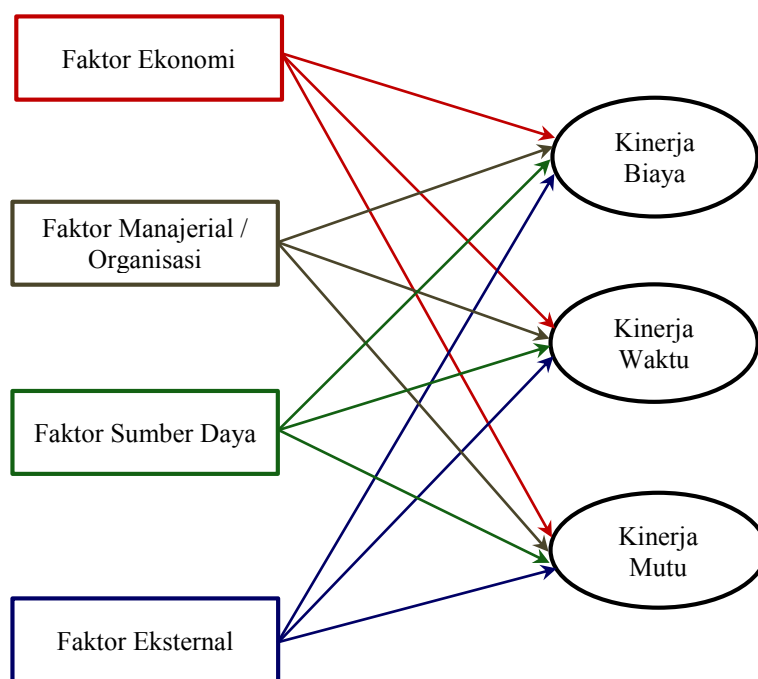 Faktor Ekonomi
Faktor Manajerial /
Organisasi
Faktor Sumber Daya
Faktor Eksternal
Kinerja
Biaya
Kinerja
Waktu
Kinerja
Mutu